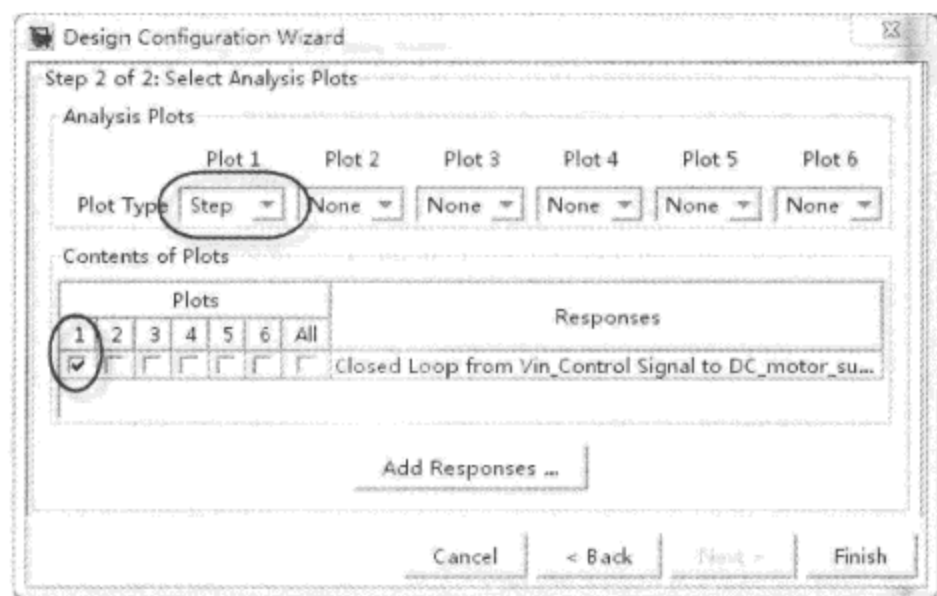 Design Configuration Wizard
Step 2 of 2: Select Analysis Plots
Analysis Plots
Plot 1 Plot 2 Plot 3 Plot 4 Plot 5 Plot 6
Plot Type Step None None None None None
Contents of Plots
Plots Responses
1 2 3 4 5 6 All
Closed Loop from Vin_Control Signal to DC_motor_su...
Add Responses ...
Cancel < Back Next > Finish